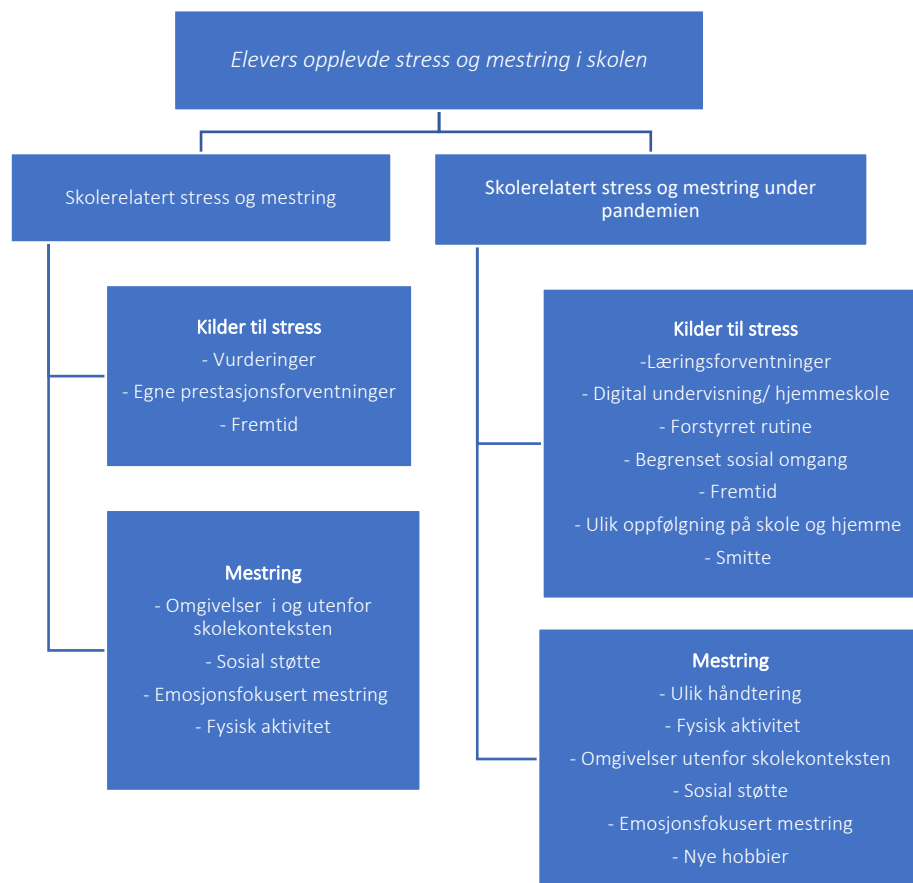 Elevers opplevde stress og mestring i skolen
Skolerelatert stress og mestring
Skolerelatert stress og mestring under
pandemien
Kilder til stress
- Vurderinger
- Egne prestasjonsforventninger
- Fremtid
Mestring
- Omgivelser i og utenfor
skolekonteksten
- Sosial støtte
- Emosjonsfokusert mestring
- Fysisk aktivitet
Kilder til stress
-Læringsforventninger
- Digital undervisning/ hjemmeskole
- Forstyrret rutine
- Begrenset sosial omgang
- Fremtid
- Ulik oppfølgning på skole og hjemme
- Smitte
Mestring
- Ulik håndtering
- Fysisk aktivitet
- Omgivelser utenfor skolekonteksten
- Sosial støtte
- Emosjonsfokusert mestring
- Nye hobbier